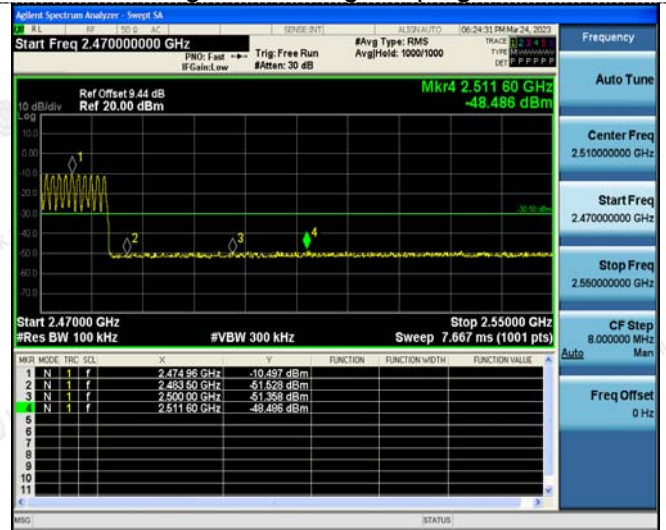 Agilent Spectrum Analyzer - Swept SA
RL RF 50 Ω AC SENSE:INT ALIGN AUTO 06:24:31 PM Mar 24, 2023
Start Freq 2.470000000 GHz
PNO: Fast
IFGain:Low
Trig: Free Run
#Atten: 30 dB
#Avg Type: RMS
Avg|Hold: 1000/1000
TRACE 1 2 3 4 5 6
TYPE
DET P P P P P P
Ref Offset 9.44 dB
10 dB/div Ref 20.00 dBm
Log
Mkr4 2.511 60 GHz
-48.486 dBm
10.0
0.00
-10.0
-20.0
-30.0
-40.0
-50.0
-60.0
-70.0
1
2
3
4
Start 2.47000 GHz
#Res BW 100 kHz
#VBW 300 kHz
Stop 2.55000 GHz
Sweep 7.667 ms (1001 pts)
MKR MODE TRC SCL X Y FUNCTION FUNCTION WIDTH FUNCTION VALUE
1 N 1 f 2.474 96 GHz -10.497 dBm
2 N 1 f 2.483 50 GHz -51.528 dBm
3 N 1 f 2.500 00 GHz -51.358 dBm
4 N 1 f 2.511 60 GHz -48.486 dBm
5
6
7
8
9
10
11
MSG STATUS
Frequency
Auto Tune
Center Freq
2.510000000 GHz
Start Freq
2.470000000 GHz
Stop Freq
2.550000000 GHz
CF Step
8.000000 MHz
Auto Man
Freq Offset
0 Hz